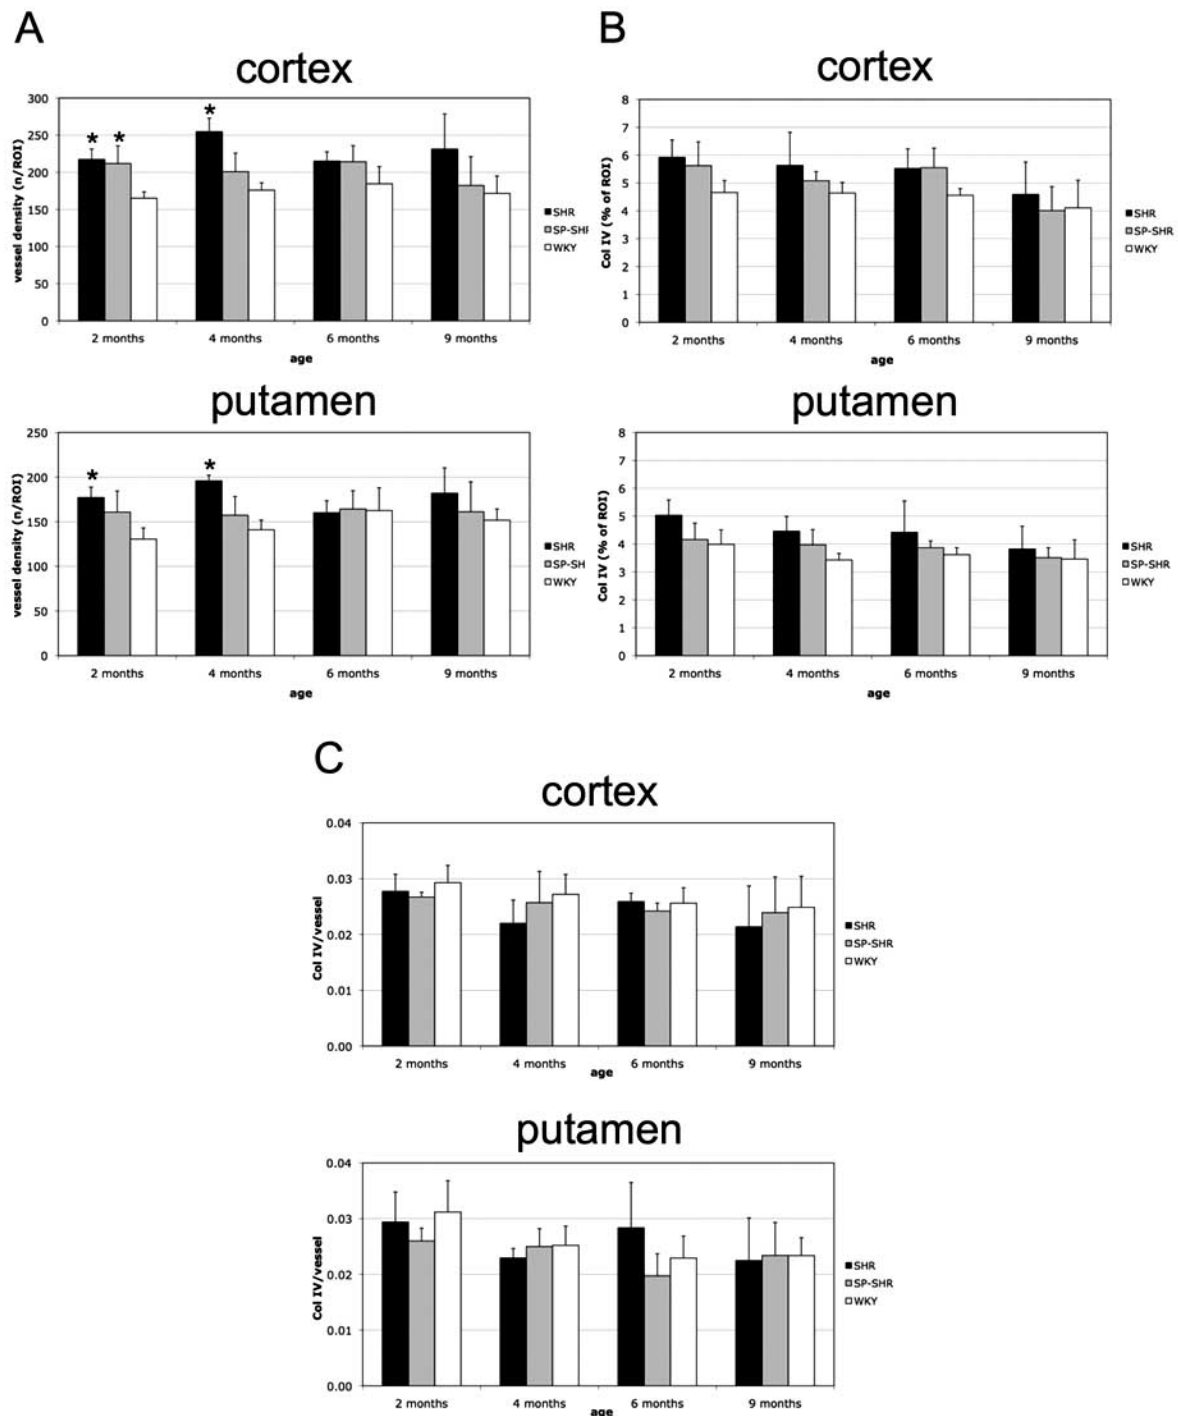 A
cortex
300
250
200
150
100
50
0
vessel density (n/ROI)
* * *
2 months 4 months 6 months 9 months
age
SHR
SP-SHR
WKY
putamen
250
200
150
100
50
0
vessel density (n/ROI)
* *
2 months 4 months 6 months 9 months
age
SHR
SP-SH
WKY
B
cortex
8
7
6
5
4
3
2
1
0
Col IV (% of ROI)
2 months 4 months 6 months 9 months
age
SHR
SP-SHR
WKY
putamen
8
7
6
5
4
3
2
1
0
Col IV (% of ROI)
2 months 4 months 6 months 9 months
age
SHR
SP-SHR
WKY
C
cortex
0.04
0.03
0.02
0.01
0.00
Col IV/vessel
2 months 4 months 6 months 9 months
age
SHR
SP-SHR
WKY
putamen
0.04
0.03
0.02
0.01
0.00
Col IV/vessel
2 months 4 months 6 months 9 months
age
SHR
SP-SHR
WKY